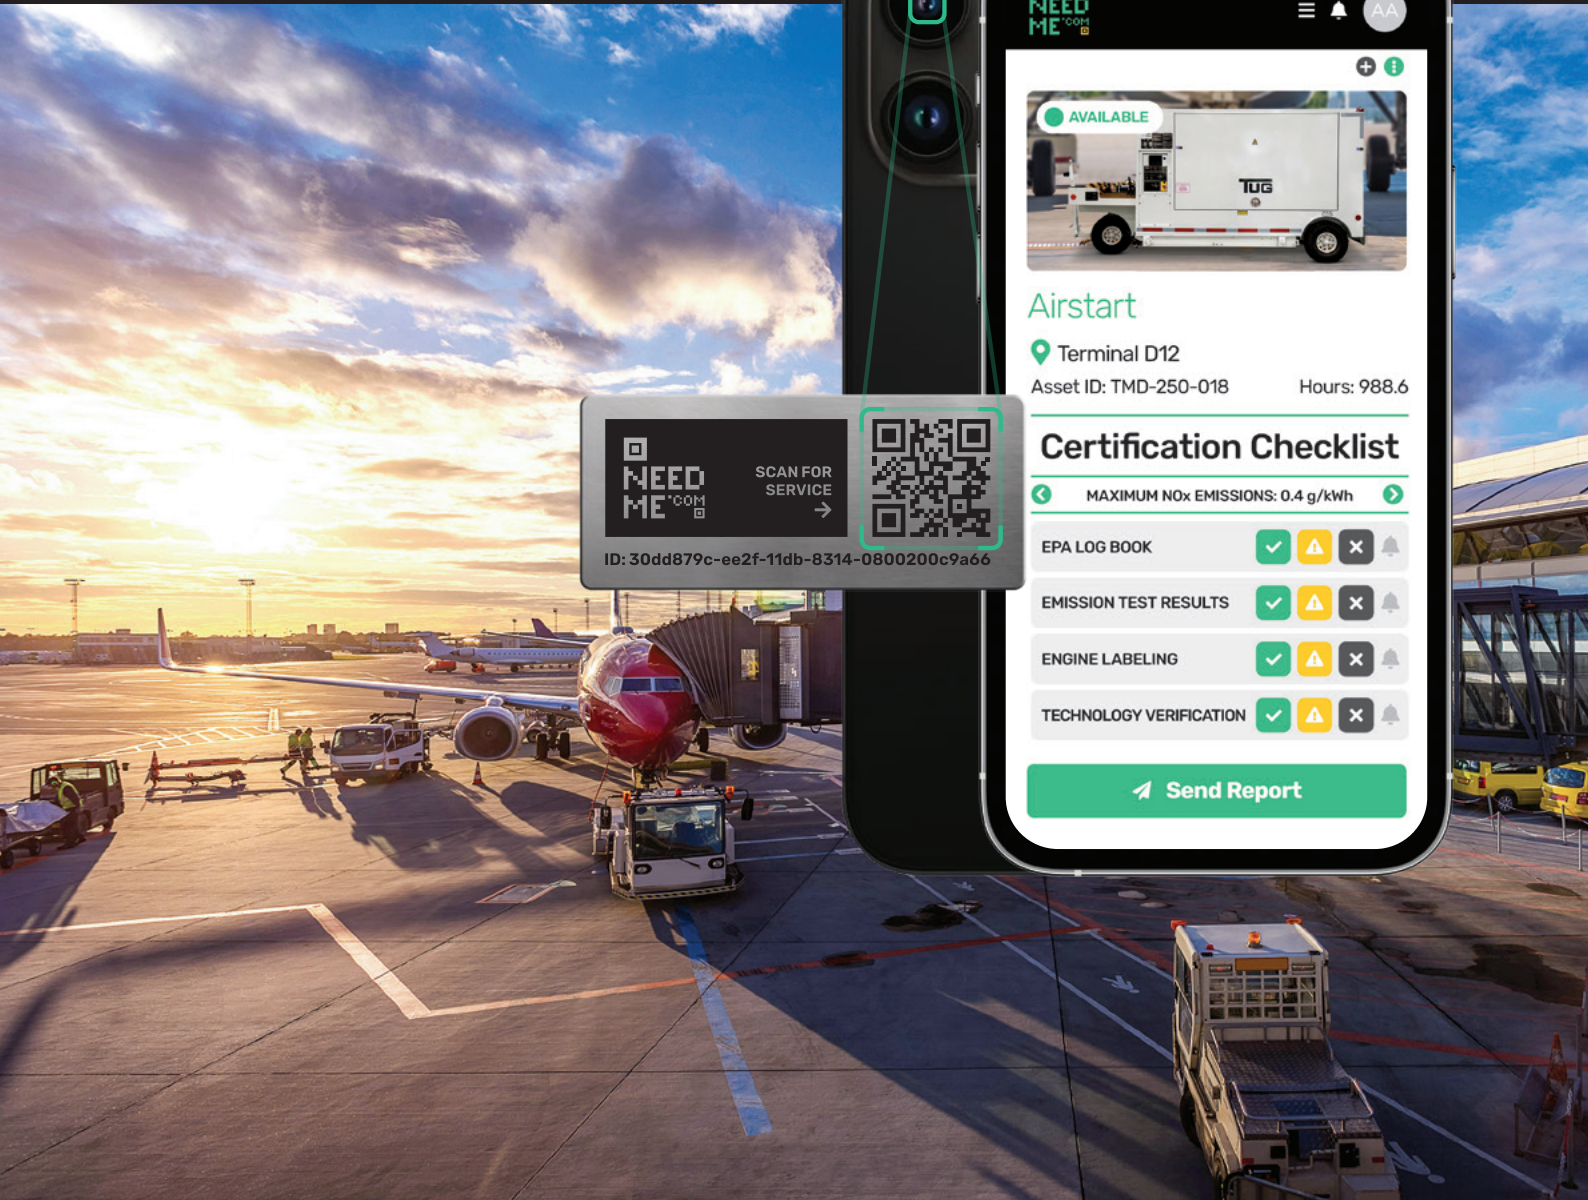 NEED
ME.COM
AA
AVAILABLE
TUG
Airstart
Terminal D12
Asset ID: TMD-250-018
Hours: 988.6
Certification Checklist
MAXIMUM NOx EMISSIONS: 0.4 g/kWh
EPA LOG BOOK
EMISSION TEST RESULTS
ENGINE LABELING
TECHNOLOGY VERIFICATION
Send Report
NEED
ME.COM
SCAN FOR
SERVICE
ID: 30dd879c-ee2f-11db-8314-0800200c9a66